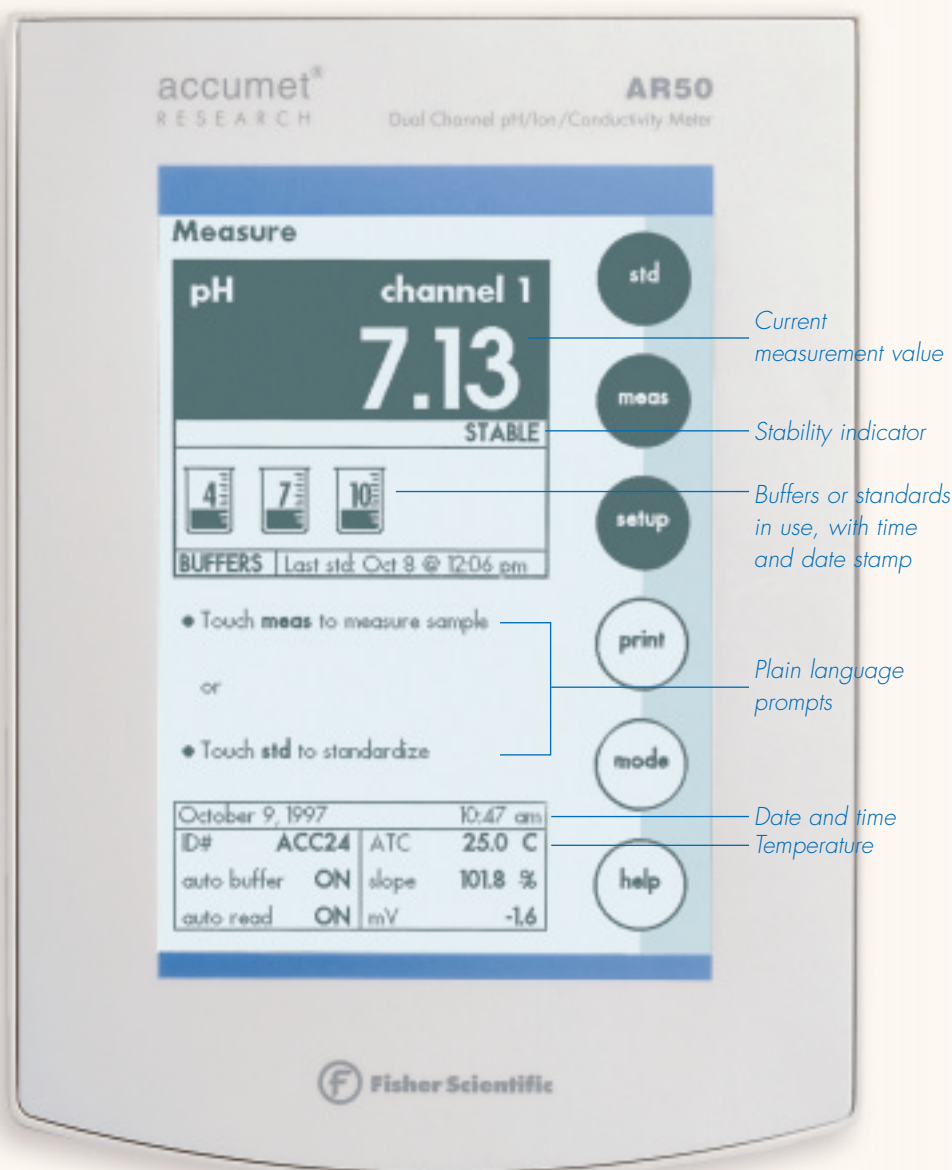 accumet®
RESEARCH
AR50
Dual Channel pH/Ion/Conductivity Meter
Measure
pH channel 1
7.13
STABLE
4 7 10
BUFFERS Last std: Oct 8 @ 12:06 pm
• Touch meas to measure sample
or
• Touch std to standardize
October 9, 1997 10:47 am
ID# ACC24 ATC 25.0 C
auto buffer ON slope 101.8 %
auto read ON mV -1.6
std
meas
setup
print
mode
help
Current
measurement value
Stability indicator
Buffers or standards
in use, with time
and date stamp
Plain language
prompts
Date and time
Temperature
F Fisher Scientific